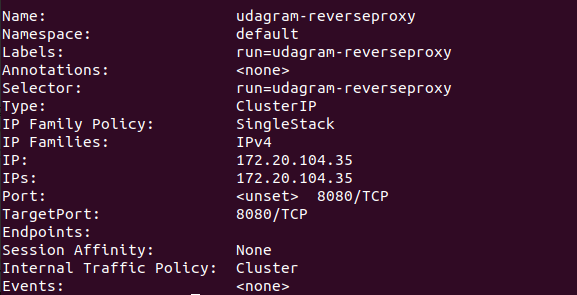 Name: udagram-reverseproxy
Namespace: default
Labels: run=udagram-reverseproxy
Annotations: <none>
Selector: run=udagram-reverseproxy
Type: ClusterIP
IP Family Policy: SingleStack
IP Families: IPv4
IP: 172.20.104.35
IPs: 172.20.104.35
Port: <unset> 8080/TCP
TargetPort: 8080/TCP
Endpoints:
Session Affinity: None
Internal Traffic Policy: Cluster
Events: <none>